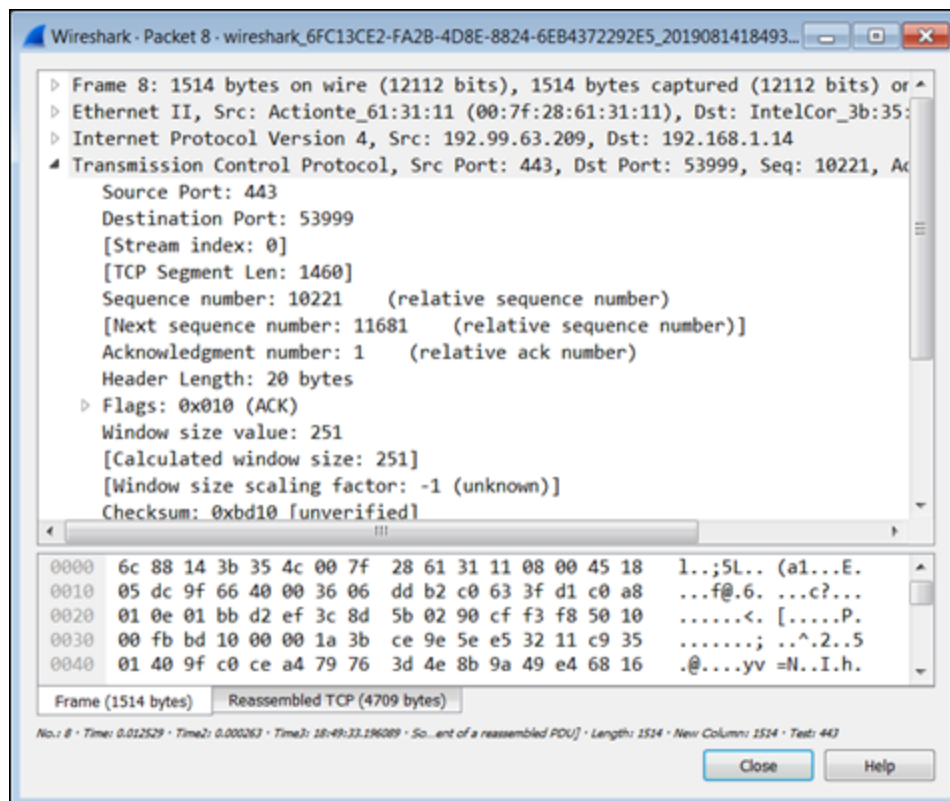 Wireshark · Packet 8 · wireshark_6FC13CE2-FA2B-4D8E-8824-6EB4372292E5_2019081418493...
Frame 8: 1514 bytes on wire (12112 bits), 1514 bytes captured (12112 bits) or
Ethernet II, Src: Actionte_61:31:11 (00:7f:28:61:31:11), Dst: IntelCor_3b:35:
Internet Protocol Version 4, Src: 192.99.63.209, Dst: 192.168.1.14
Transmission Control Protocol, Src Port: 443, Dst Port: 53999, Seq: 10221, Ac
Source Port: 443
Destination Port: 53999
[Stream index: 0]
[TCP Segment Len: 1460]
Sequence number: 10221    (relative sequence number)
[Next sequence number: 11681    (relative sequence number)]
Acknowledgment number: 1    (relative ack number)
Header Length: 20 bytes
Flags: 0x010 (ACK)
Window size value: 251
[Calculated window size: 251]
[Window size scaling factor: -1 (unknown)]
Checksum: 0xbd10 [unverified]
0000 6c 88 14 3b 35 4c 00 7f 28 61 31 11 08 00 45 18 l..;5L.. (a1...E.
0010 05 dc 9f 66 40 00 36 06 dd b2 c0 63 3f d1 c0 a8 ...f@.6. ...c?...
0020 01 0e 01 bb d2 ef 3c 8d 5b 02 90 cf f3 f8 50 10 ......<. [.....P.
0030 00 fb bd 10 00 00 1a 3b ce 9e 5e e5 32 11 c9 35 .......; ..^.2..5
0040 01 40 9f c0 ce a4 79 76 3d 4e 8b 9a 49 e4 68 16 .@....yv =N..I.h.
Frame (1514 bytes) Reassembled TCP (4709 bytes)
No.: 8 · Time: 0.012529 · Time2: 0.000263 · Time3: 18:49:33.196089 · So...ent of a reassembled PDU] · Length: 1514 · New Column: 1514 · Test: 443
Close Help